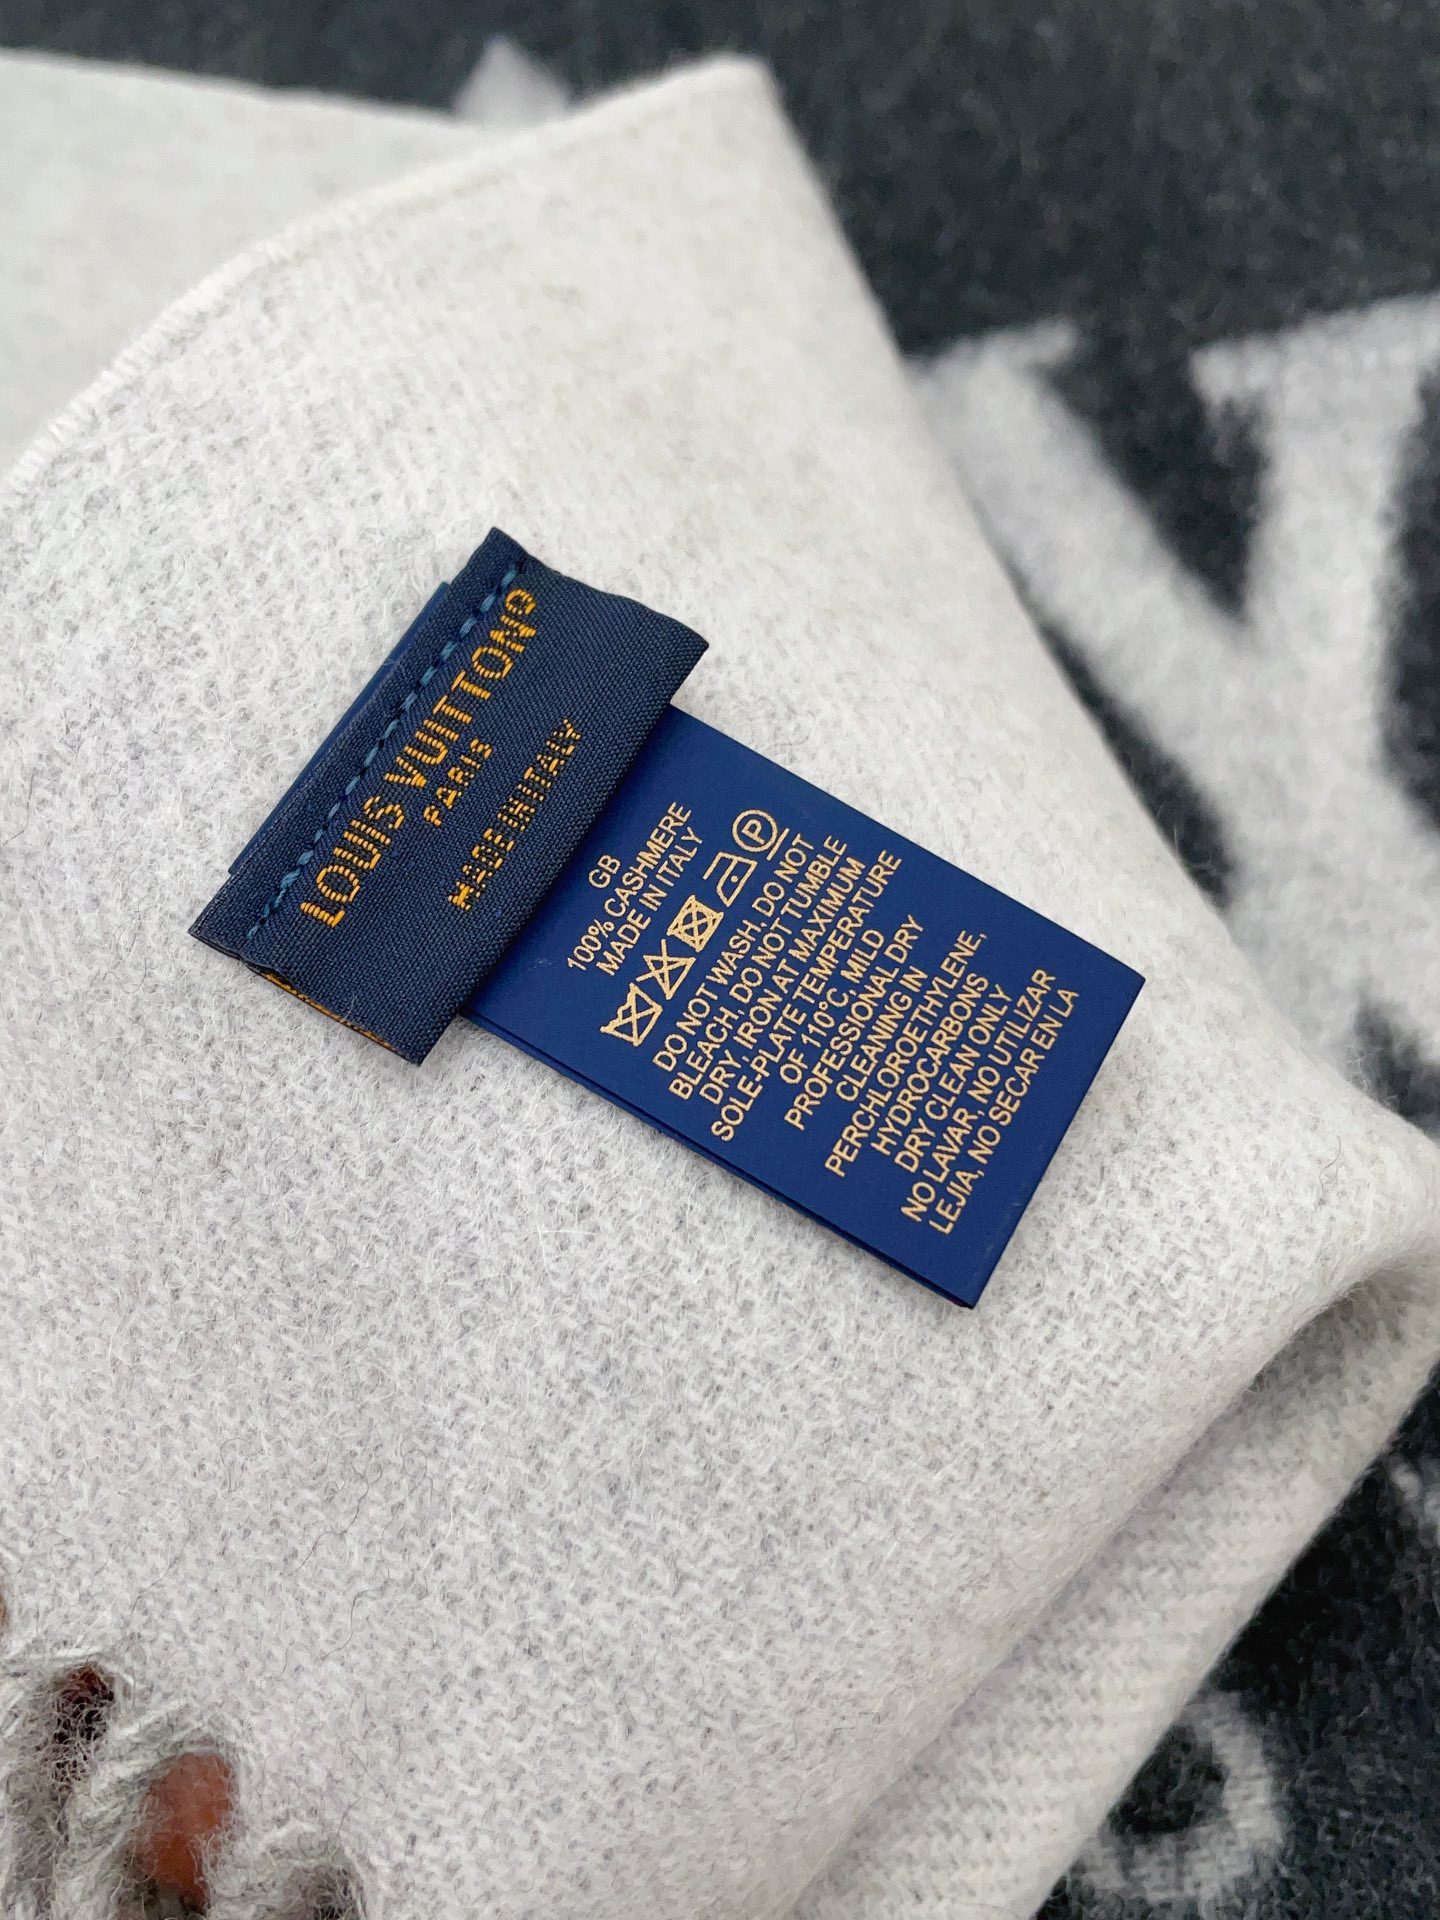 LOUIS VUITTON
PARIS
MADE IN ITALY
GB
100% CASHMERE
MADE IN ITALY
P
DO NOT WASH, DO NOT
BLEACH, DO NOT TUMBLE
DRY, IRON AT MAXIMUM
SOLE-PLATE TEMPERATURE
OF 110°C, MILD
PROFESSIONAL DRY
CLEANING IN
PERCHLOROETHYLENE,
HYDROCARBONS
DRY CLEAN ONLY
NO LAVAR, NO UTILIZAR
LEJIA, NO SECAR EN LA